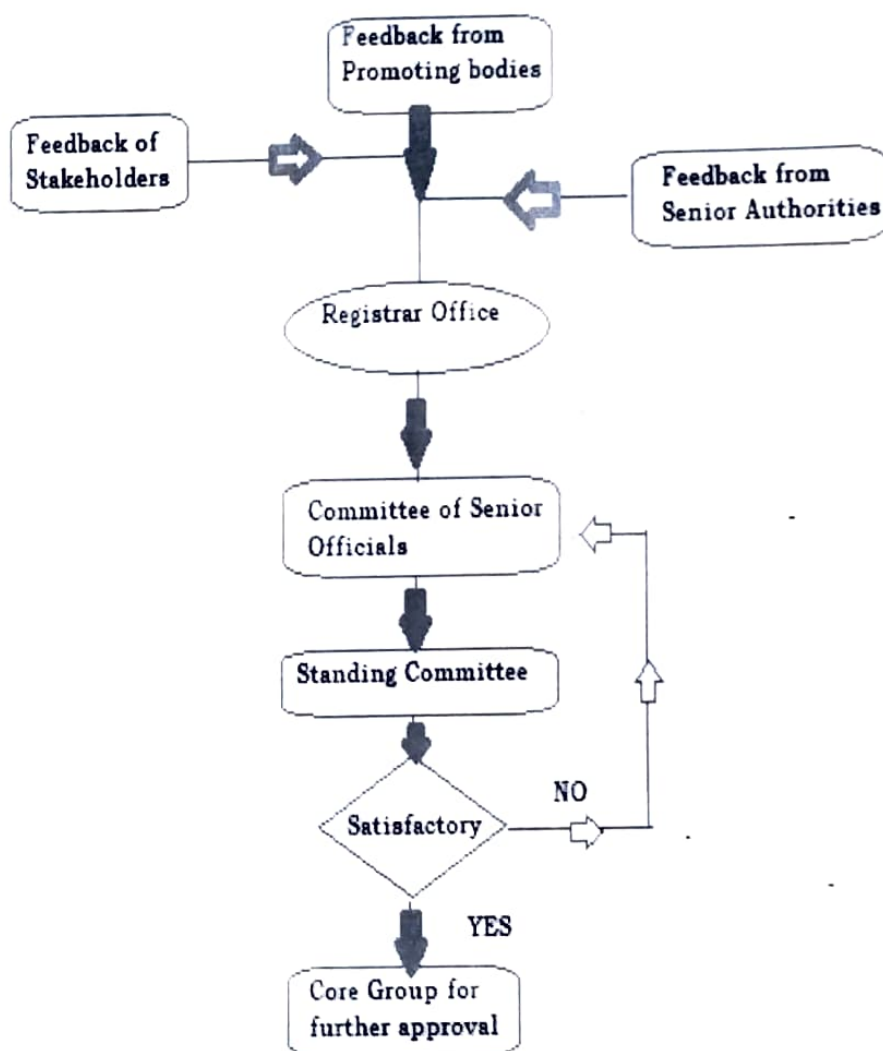 Feedback from
Promoting bodies
Feedback of
Stakeholders
Feedback from
Senior Authorities
Registrar Office
Committee of Senior
Officials
Standing Committee
NO
Satisfactory
YES
Core Group for
further approval